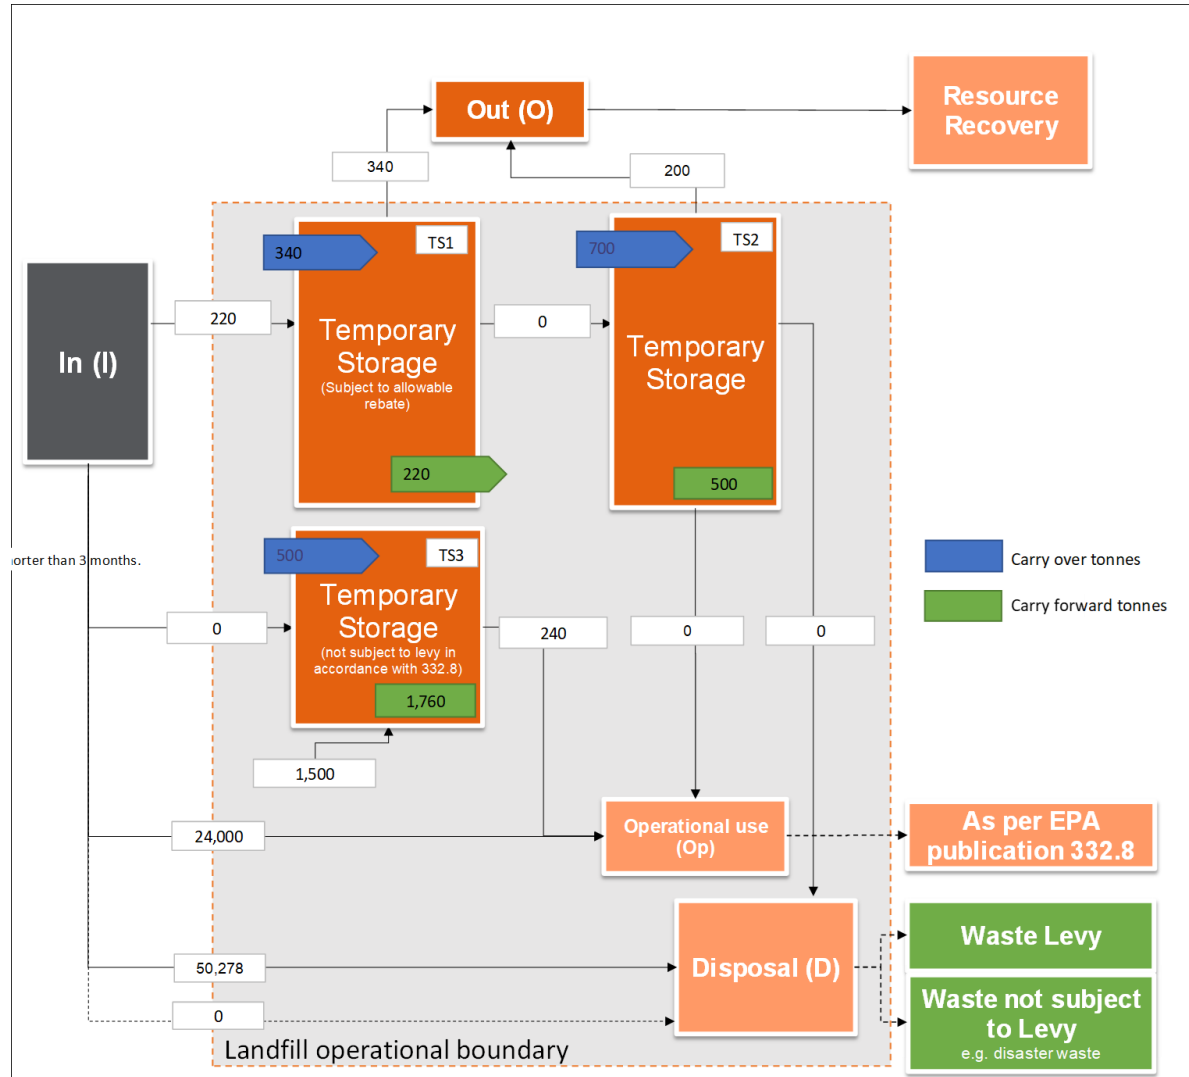 Out (O)
Resource
Recovery
340
200
340
TS1
700
TS2
In (I)
220
Temporary
Storage
(Subject to allowable
rebate)
0
Temporary
Storage
220
500
500
TS3
Temporary
Storage
(not subject to levy in
accordance with 332.8)
1,760
orter than 3 months.
0
240
0
0
Carry over tonnes
Carry forward tonnes
1,500
24,000
Operational use
(Op)
As per EPA
publication 332.8
50,278
Disposal (D)
Waste Levy
0
Waste not subject
to Levy
e.g. disaster waste
Landfill operational boundary